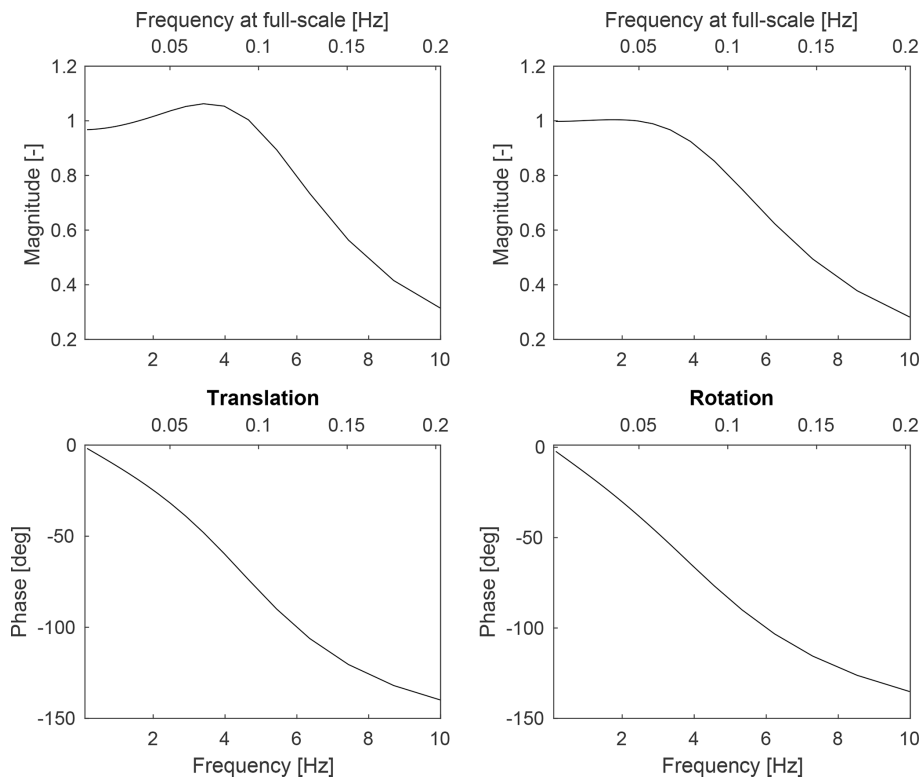 Frequency at full-scale [Hz]
0.05 0.1 0.15 0.2
1.2
1
0.8
0.6
0.4
0.2
Magnitude [-]
2 4 6 8 10
Frequency at full-scale [Hz]
0.05 0.1 0.15 0.2
1.2
1
0.8
0.6
0.4
0.2
Magnitude [-]
2 4 6 8 10
Translation
0.05 0.1 0.15 0.2
0
-50
-100
-150
Phase [deg]
2 4 6 8 10
Frequency [Hz]
Rotation
0.05 0.1 0.15 0.2
0
-50
-100
-150
Phase [deg]
2 4 6 8 10
Frequency [Hz]